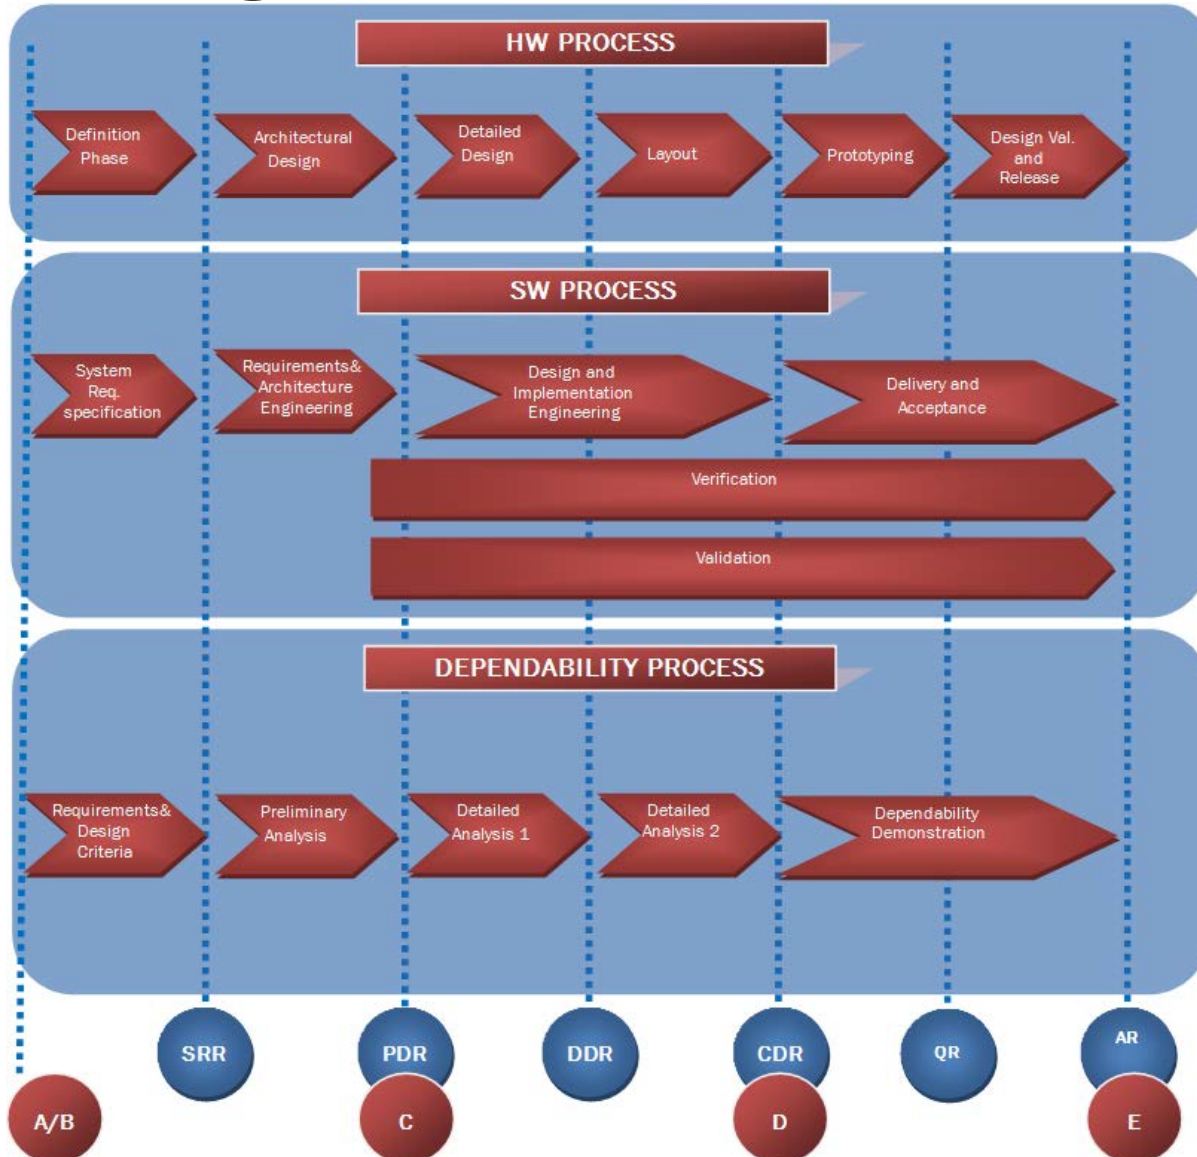 HW PROCESS
Definition
Phase
Architectural
Design
Detailed
Design
Layout
Prototyping
Design Val.
and
Release
SW PROCESS
System
Req.
specification
Requirements&
Architecture
Engineering
Design and
Implementation
Engineering
Delivery and
Acceptance
Verification
Validation
DEPENDABILITY PROCESS
Requirements&
Design
Criteria
Preliminary
Analysis
Detailed
Analysis 1
Detailed
Analysis 2
Dependability
Demonstration
SRR
PDR
DDR
CDR
QR
AR
A/B
C
D
E